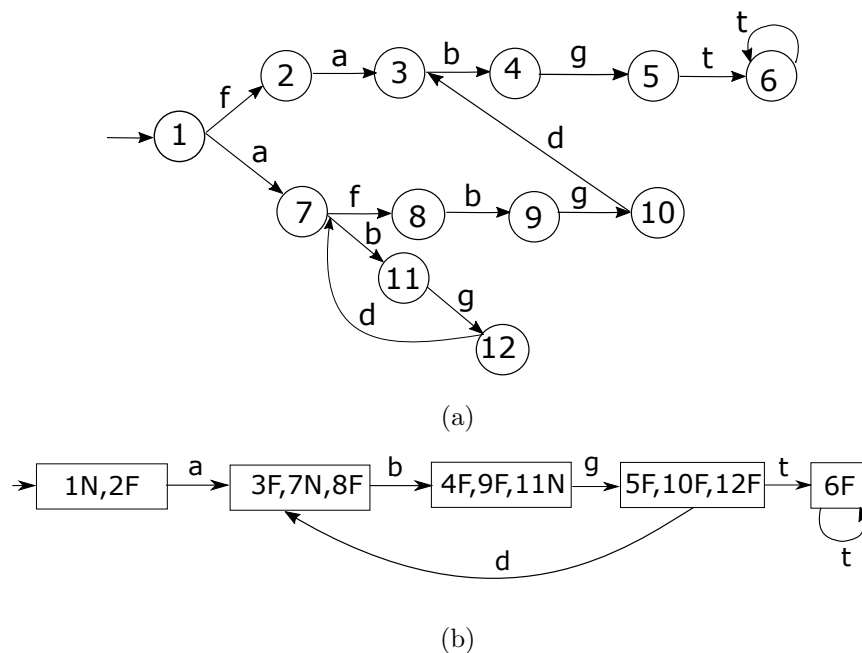 t
f a b g t
1 2 3 4 5 6
a d
7 f 8 b 9 g 10
b
11
d g
12
(a)
a b g t
1N,2F 3F,7N,8F 4F,9F,11N 5F,10F,12F 6F
d t
(b)